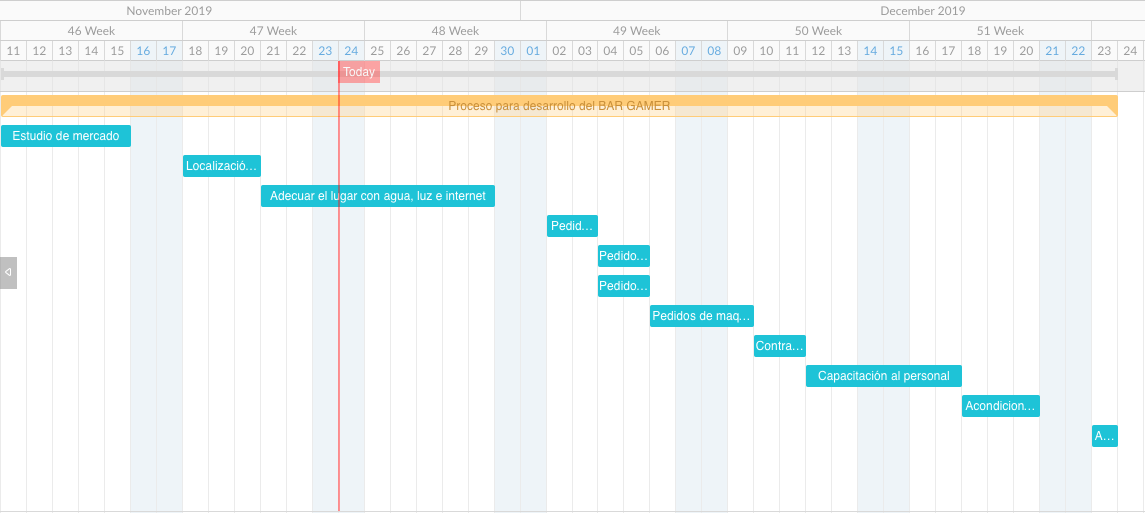 November 2019 December 2019
46 Week 47 Week 48 Week 49 Week 50 Week 51 Week
11 12 13 14 15 16 17 18 19 20 21 22 23 24 25 26 27 28 29 30 01 02 03 04 05 06 07 08 09 10 11 12 13 14 15 16 17 18 19 20 21 22 23 24
Today
Proceso para desarrollo del BAR GAMER
Estudio de mercado
Localizació...
Adecuar el lugar con agua, luz e internet
Pedid...
Pedido...
Pedido...
Pedidos de maq...
Contra...
Capacitación al personal
Acondicion...
A...